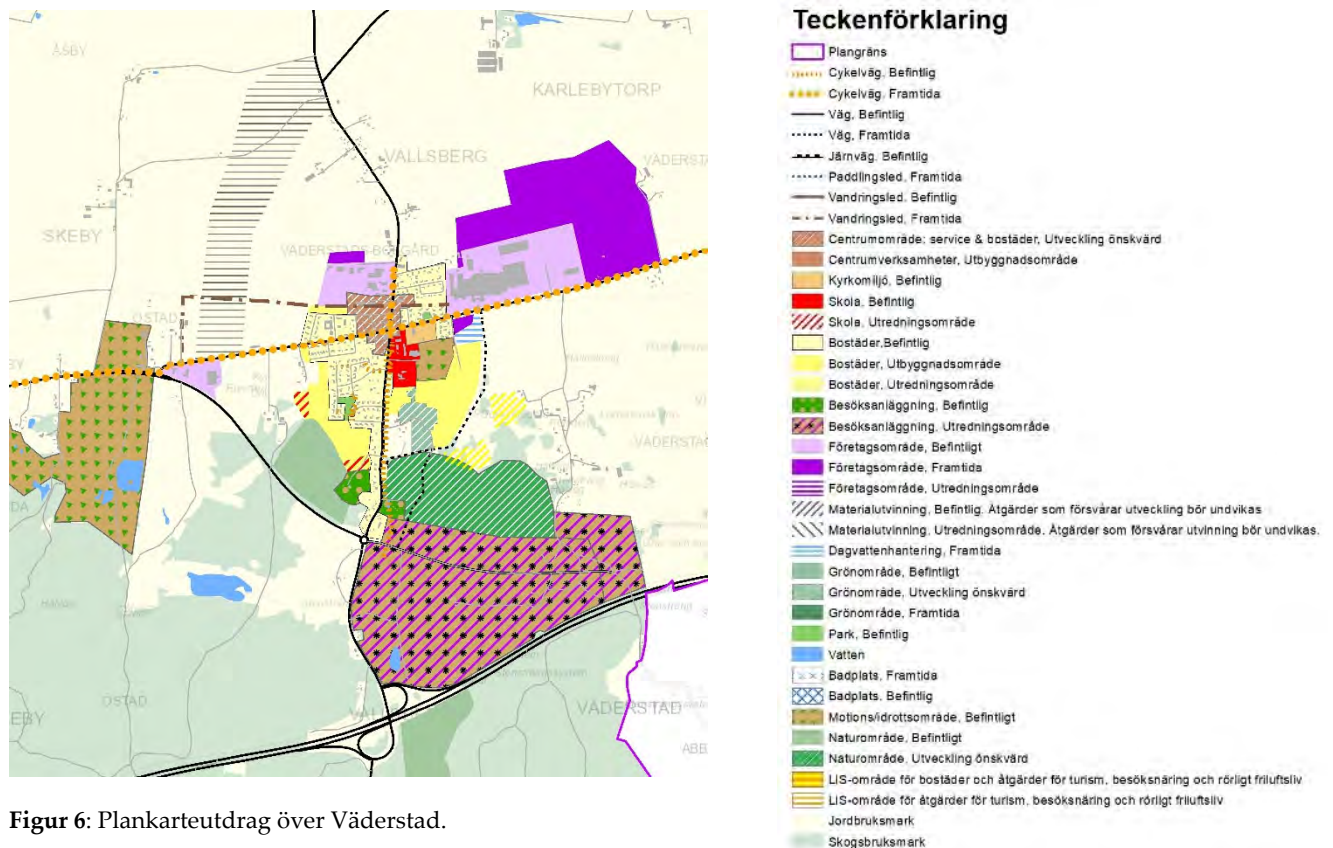 Teckenförklaring
Plangräns
Cykelväg, Befintlig
Cykelväg, Framtida
Väg, Befintlig
Väg, Framtida
Järnväg, Befintlig
Paddlingsled, Framtida
Vandringsled, Befintlig
Vandringsled, Framtida
Centrumområde: service & bostäder, Utveckling önskvärd
Centrumverksamheter, Utbyggnadsområde
Kyrkomiljö, Befintlig
Skola, Befintlig
Skola, Utredningsområde
Bostäder,Befintlig
Bostäder, Utbyggnadsområde
Bostäder, Utredningsområde
Besöksanläggning, Befintlig
Besöksanläggning, Utredningsområde
Företagsområde, Befintligt
Företagsområde, Framtida
Företagsområde, Utredningsområde
Materialutvinning, Befintlig. Åtgärder som försvårar utveckling bör undvikas
Materialutvinning, Utredningsområde. Åtgärder som försvårar utvinning bör undvikas.
Dagvattenhantering, Framtida
Grönområde, Befintligt
Grönområde, Utveckling önskvärd
Grönområde, Framtida
Park, Befintlig
Vatten
Badplats, Framtida
Badplats, Befintlig
Motions/idrottsområde, Befintligt
Naturområde, Befintligt
Naturområde, Utveckling önskvärd
LIS-område för bostäder och åtgärder för turism, besöksnäring och rörligt friluftsliv
LIS-område för åtgärder för turism, besöksnäring och rörligt friluftsliv
Jordbruksmark
Skogsbruksmark
ÅSBY
KARLEBYTORP
VALLSBERG
VÄDERSTA
SKEBY
ÖSTAD
VÄDERSTA
ÖSTAD
EBY
VÄDERSTAD
ABB
Figur 6: Plankarteutdrag över Väderstad.